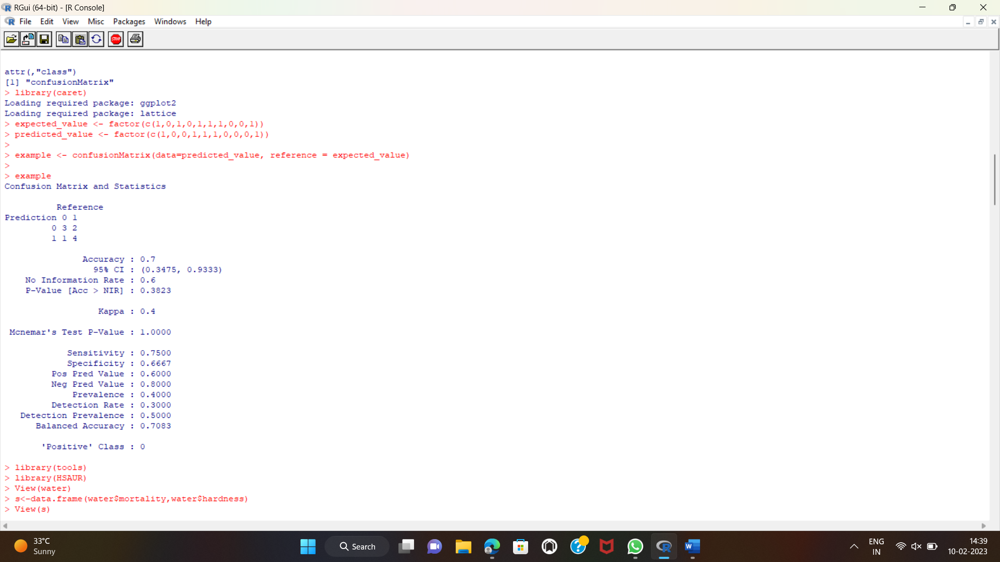 RGui (64-bit) - [R Console]
File Edit View Misc Packages Windows Help
STOP
attr(,"class")
[1] "confusionMatrix"
> library(caret)
Loading required package: ggplot2
Loading required package: lattice
> expected_value <- factor(c(1,0,1,0,1,1,1,0,0,1))
> predicted_value <- factor(c(1,0,0,1,1,1,0,0,0,1))
>
> example <- confusionMatrix(data=predicted_value, reference = expected_value)
>
> example
Confusion Matrix and Statistics
Reference
Prediction 0 1
0 3 2
1 1 4
Accuracy : 0.7
95% CI : (0.3475, 0.9333)
No Information Rate : 0.6
P-Value [Acc > NIR] : 0.3823
Kappa : 0.4
Mcnemar's Test P-Value : 1.0000
Sensitivity : 0.7500
Specificity : 0.6667
Pos Pred Value : 0.6000
Neg Pred Value : 0.8000
Prevalence : 0.4000
Detection Rate : 0.3000
Detection Prevalence : 0.5000
Balanced Accuracy : 0.7083
'Positive' Class : 0
> library(tools)
> library(HSAUR)
> View(water)
> s<-data.frame(water$mortality,water$hardness)
> View(s)
33°C
Sunny
Search
ENG
IN
14:39
10-02-2023